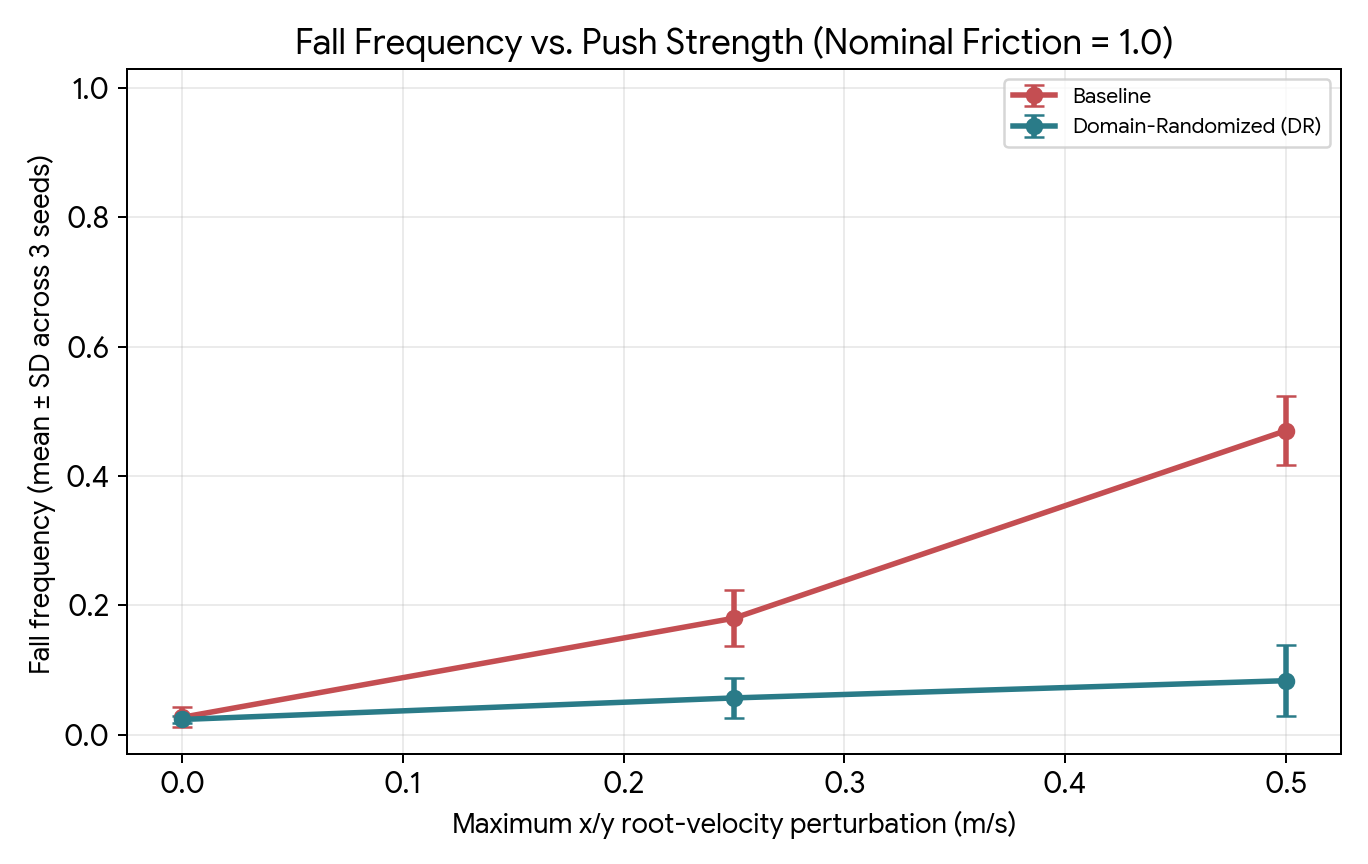 Fall Frequency vs. Push Strength (Nominal Friction = 1.0)
Baseline
Domain-Randomized (DR)
Fall frequency (mean ± SD across 3 seeds)
1.0
0.8
0.6
0.4
0.2
0.0
0.0 0.1 0.2 0.3 0.4 0.5
Maximum x/y root-velocity perturbation (m/s)